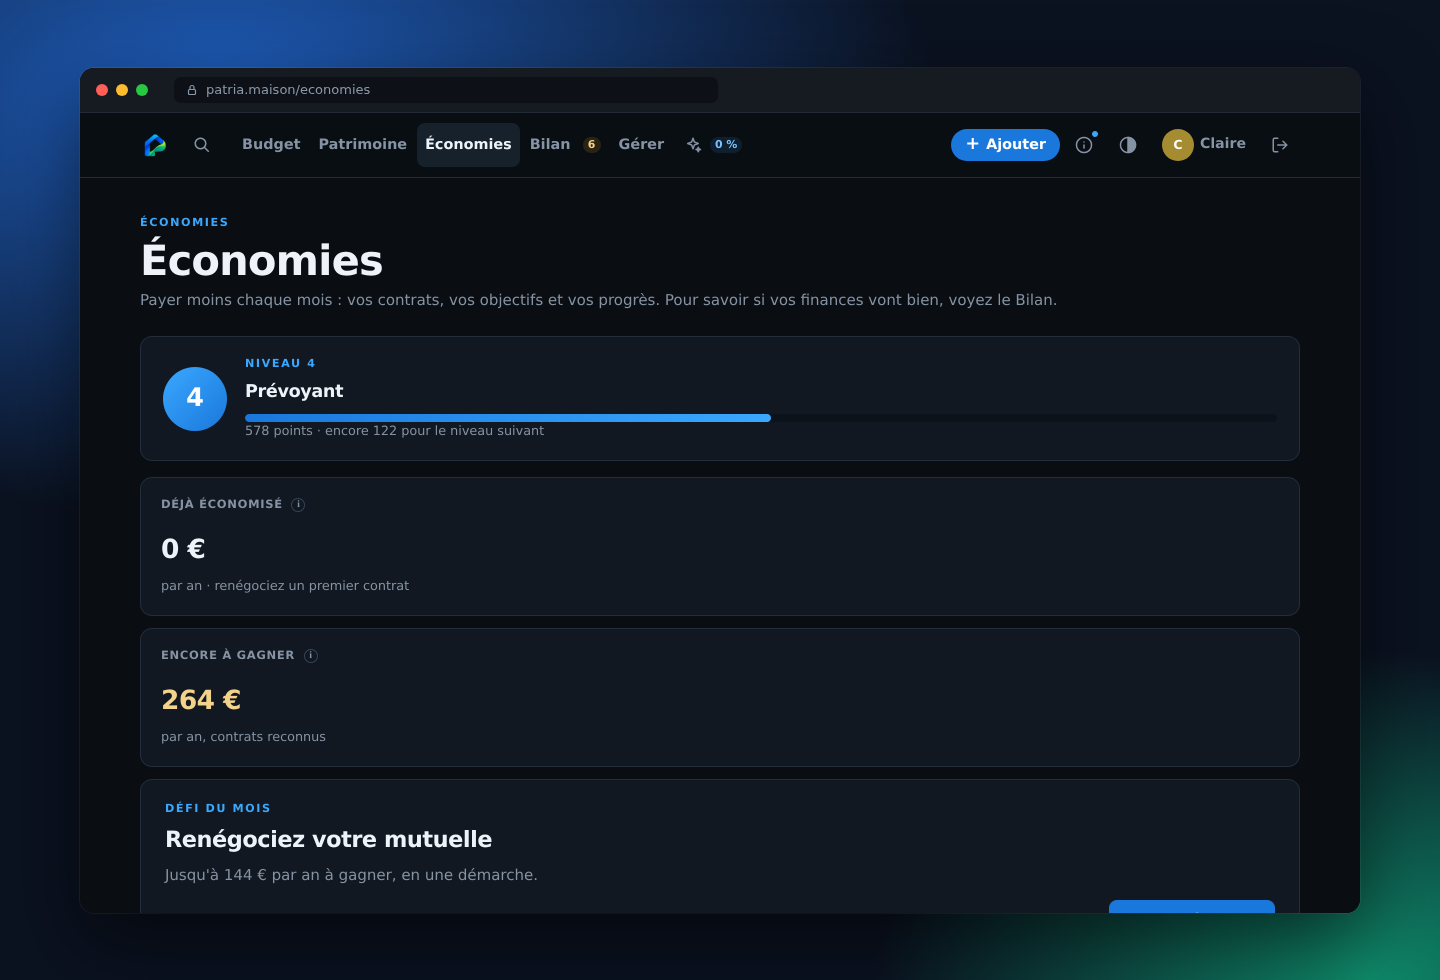 patria.maison/economies
Budget Patrimoine Économies Bilan 6 Gérer 0 % + Ajouter C Claire
ÉCONOMIES
Économies
Payer moins chaque mois : vos contrats, vos objectifs et vos progrès. Pour savoir si vos finances vont bien, voyez le Bilan.
4
NIVEAU 4
Prévoyant
578 points · encore 122 pour le niveau suivant
DÉJÀ ÉCONOMISÉ i
0 €
par an · renégociez un premier contrat
ENCORE À GAGNER i
264 €
par an, contrats reconnus
DÉFI DU MOIS
Renégociez votre mutuelle
Jusqu'à 144 € par an à gagner, en une démarche.